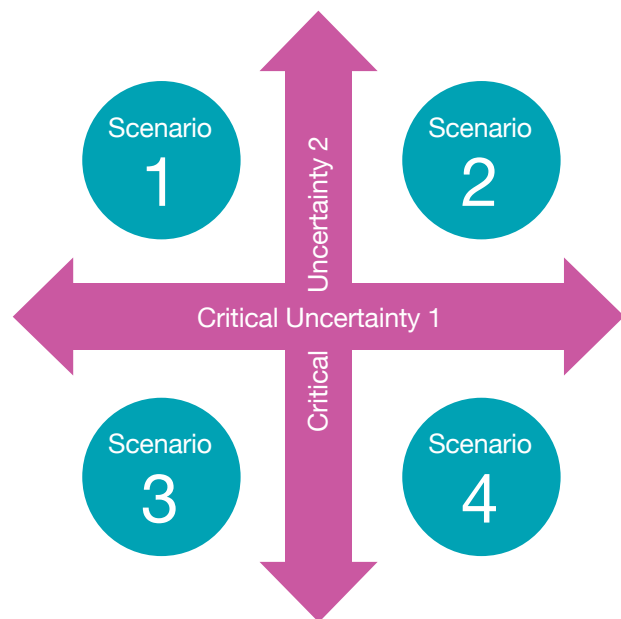 Scenario
1
Scenario
2
Critical Uncertainty 2
Critical Uncertainty 1
Scenario
3
Scenario
4